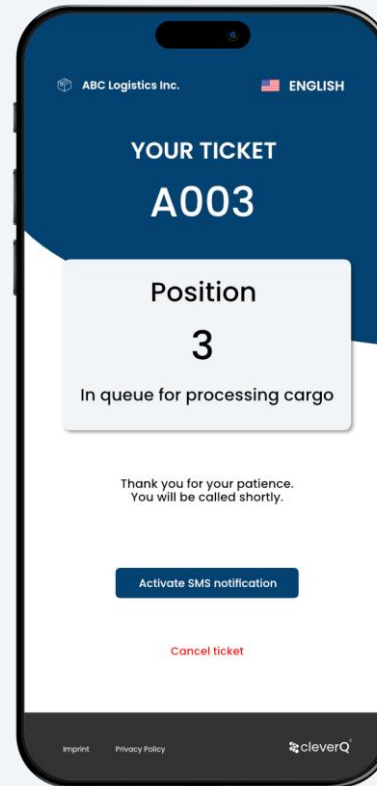 ABC Logistics Inc.
ENGLISH
YOUR TICKET
A003
Position
3
In queue for processing cargo
Thank you for your patience.
You will be called shortly.
Activate SMS notification
Cancel ticket
Imprint
Privacy Policy
cleverQ